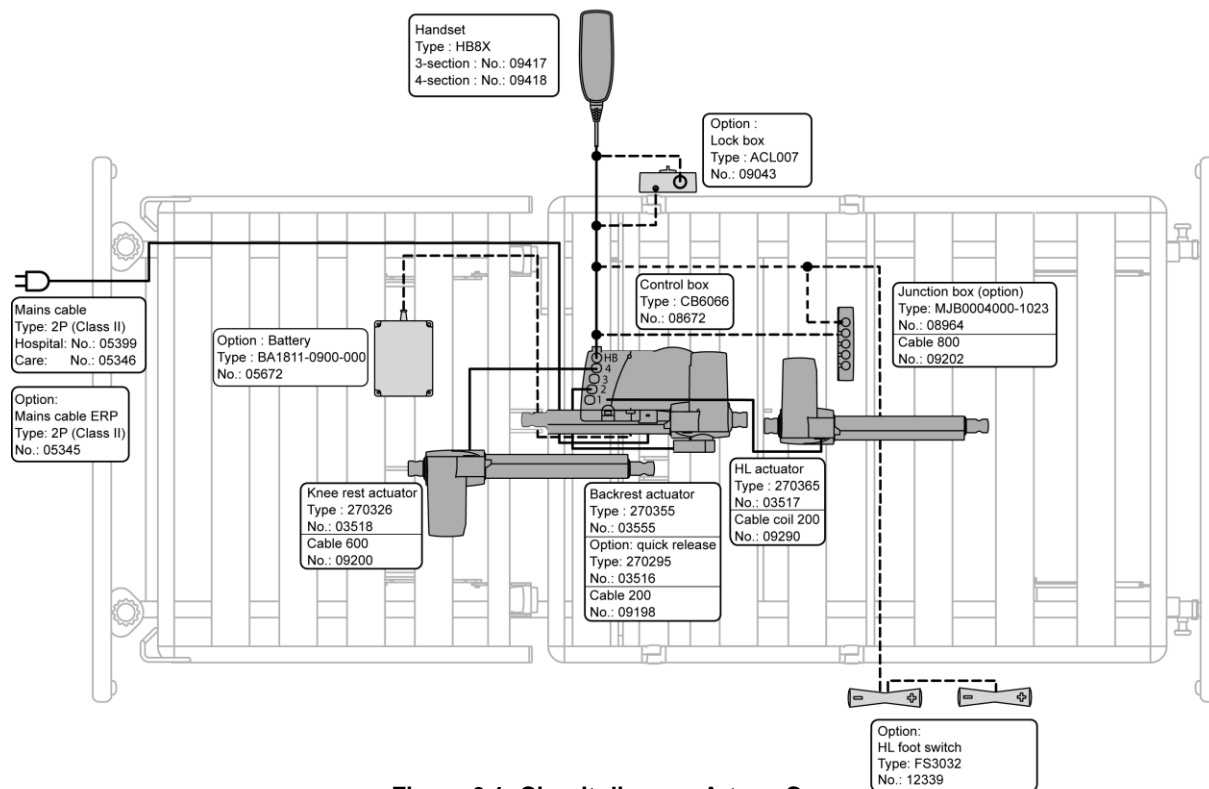 Handset
Type : HB8X
3-section : No.: 09417
4-section : No.: 09418
Option :
Lock box
Type : ACL007
No.: 09043
Mains cable
Type: 2P (Class II)
Hospital: No.: 05399
Care: No.: 05346
Option:
Mains cable ERP
Type: 2P (Class II)
No.: 05345
Option : Battery
Type : BA1811-0900-000
No.: 05672
Control box
Type : CB6066
No.: 08672
Junction box (option)
Type: MJB0004000-1023
No.: 08964
Cable 800
No.: 09202
HB
4
3
2
1
Knee rest actuator
Type : 270326
No.: 03518
Cable 600
No.: 09200
Backrest actuator
Type : 270355
No.: 03555
Option: quick release
Type: 270295
No.: 03516
Cable 200
No.: 09198
HL actuator
Type : 270365
No.: 03517
Cable coil 200
No.: 09290
- +
- +
Option:
HL foot switch
Type: FS3032
No.: 12339